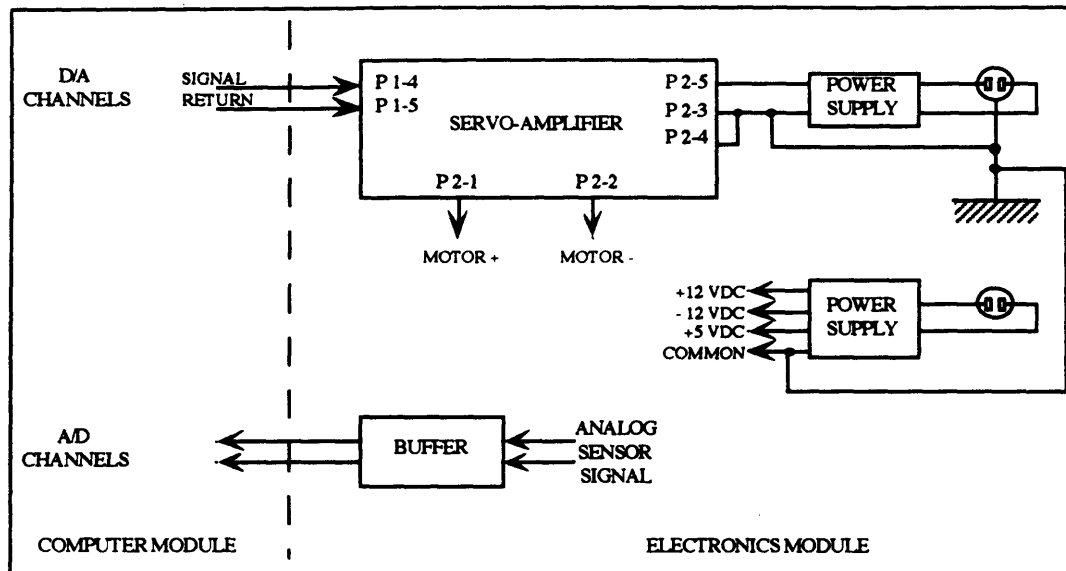 D/A
CHANNELS
SIGNAL
RETURN
P 1-4
P 1-5
SERVO-AMPLIFIER
P 2-5
P 2-3
P 2-4
P 2-1
P 2-2
POWER
SUPPLY
MOTOR +
MOTOR -
+12 VDC
- 12 VDC
+5 VDC
COMMON
POWER
SUPPLY
A/D
CHANNELS
BUFFER
ANALOG
SENSOR
SIGNAL
COMPUTER MODULE
ELECTRONICS MODULE